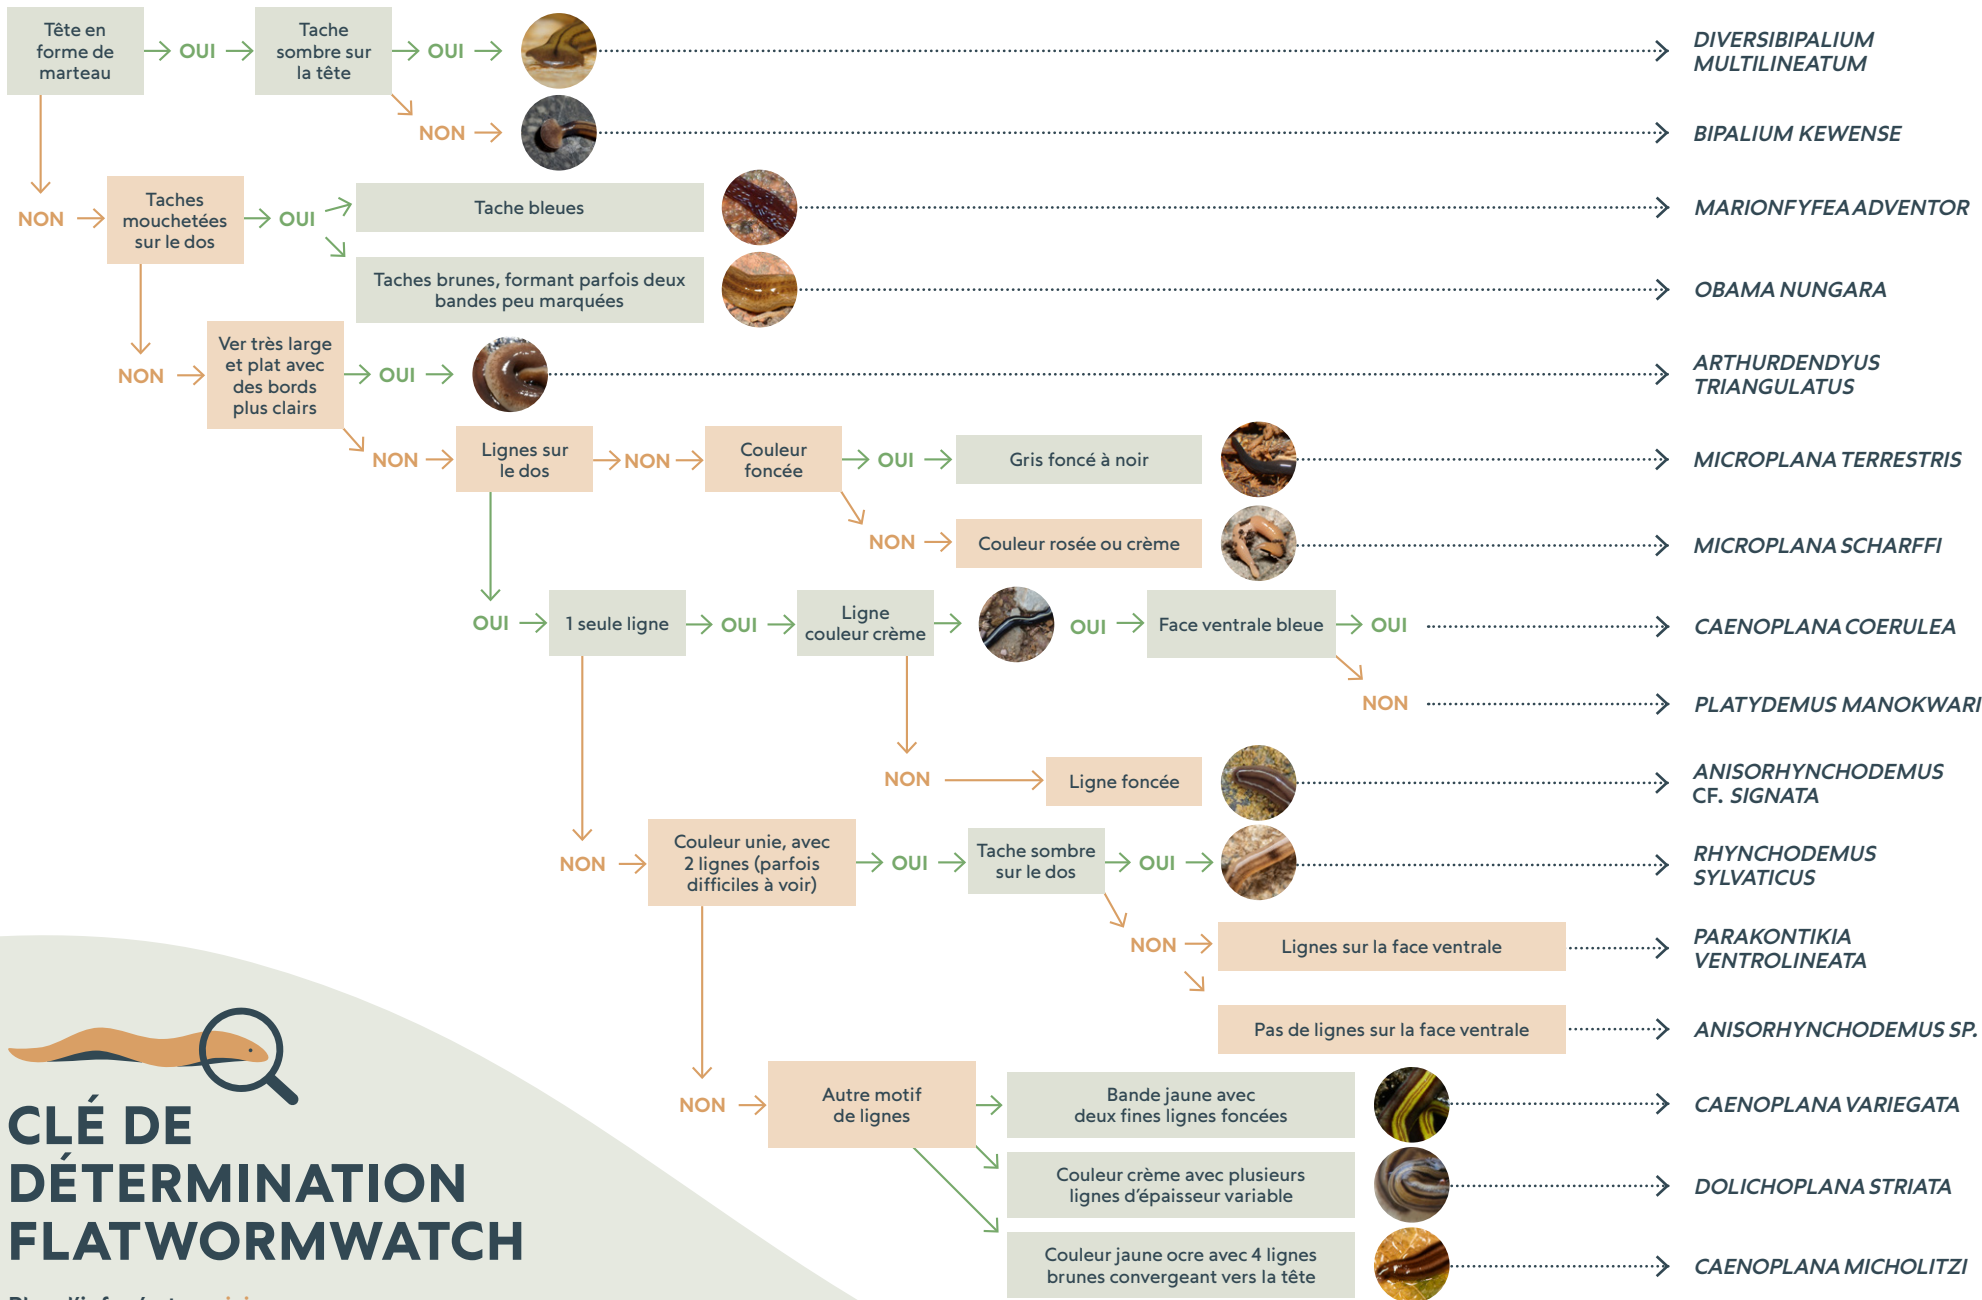 Tête en
forme de
marteau
OUI
Tache
sombre sur
la tête
OUI
DIVERSIBIPALIUM
MULTILINEATUM
NON
BIPALIUM KEWENSE
NON
Taches
mouchetées
sur le dos
OUI
Tache bleues
MARIONFYFEA ADVENTOR
Taches brunes, formant parfois deux
bandes peu marquées
OBAMA NUNGARA
NON
Ver très large
et plat avec
des bords
plus clairs
OUI
ARTHURDENDYUS
TRIANGULATUS
NON
Lignes sur
le dos
NON
Couleur
foncée
OUI
Gris foncé à noir
MICROPLANA TERRESTRIS
NON
Couleur rosée ou crème
MICROPLANA SCHARFFI
OUI
1 seule ligne
OUI
Ligne
couleur crème
OUI
Face ventrale bleue
OUI
CAENOPLANA COERULEA
NON
PLATYDEMUS MANOKWARI
NON
Ligne foncée
ANISORHYNCHODEMUS
CF. SIGNATA
NON
Couleur unie, avec
2 lignes (parfois
difficiles à voir)
OUI
Tache sombre
sur le dos
OUI
RHYNCHODEMUS
SYLVATICUS
NON
Lignes sur la face ventrale
PARAKONTIKIA
VENTROLINEATA
Pas de lignes sur la face ventrale
ANISORHYNCHODEMUS SP.
NON
Autre motif
de lignes
Bande jaune avec
deux fines lignes foncées
CAENOPLANA VARIEGATA
Couleur crème avec plusieurs
lignes d'épaisseur variable
DOLICHOPLANA STRIATA
Couleur jaune ocre avec 4 lignes
brunes convergeant vers la tête
CAENOPLANA MICHOLITZI
CLÉ DE
DÉTERMINATION
FLATWORMWATCH